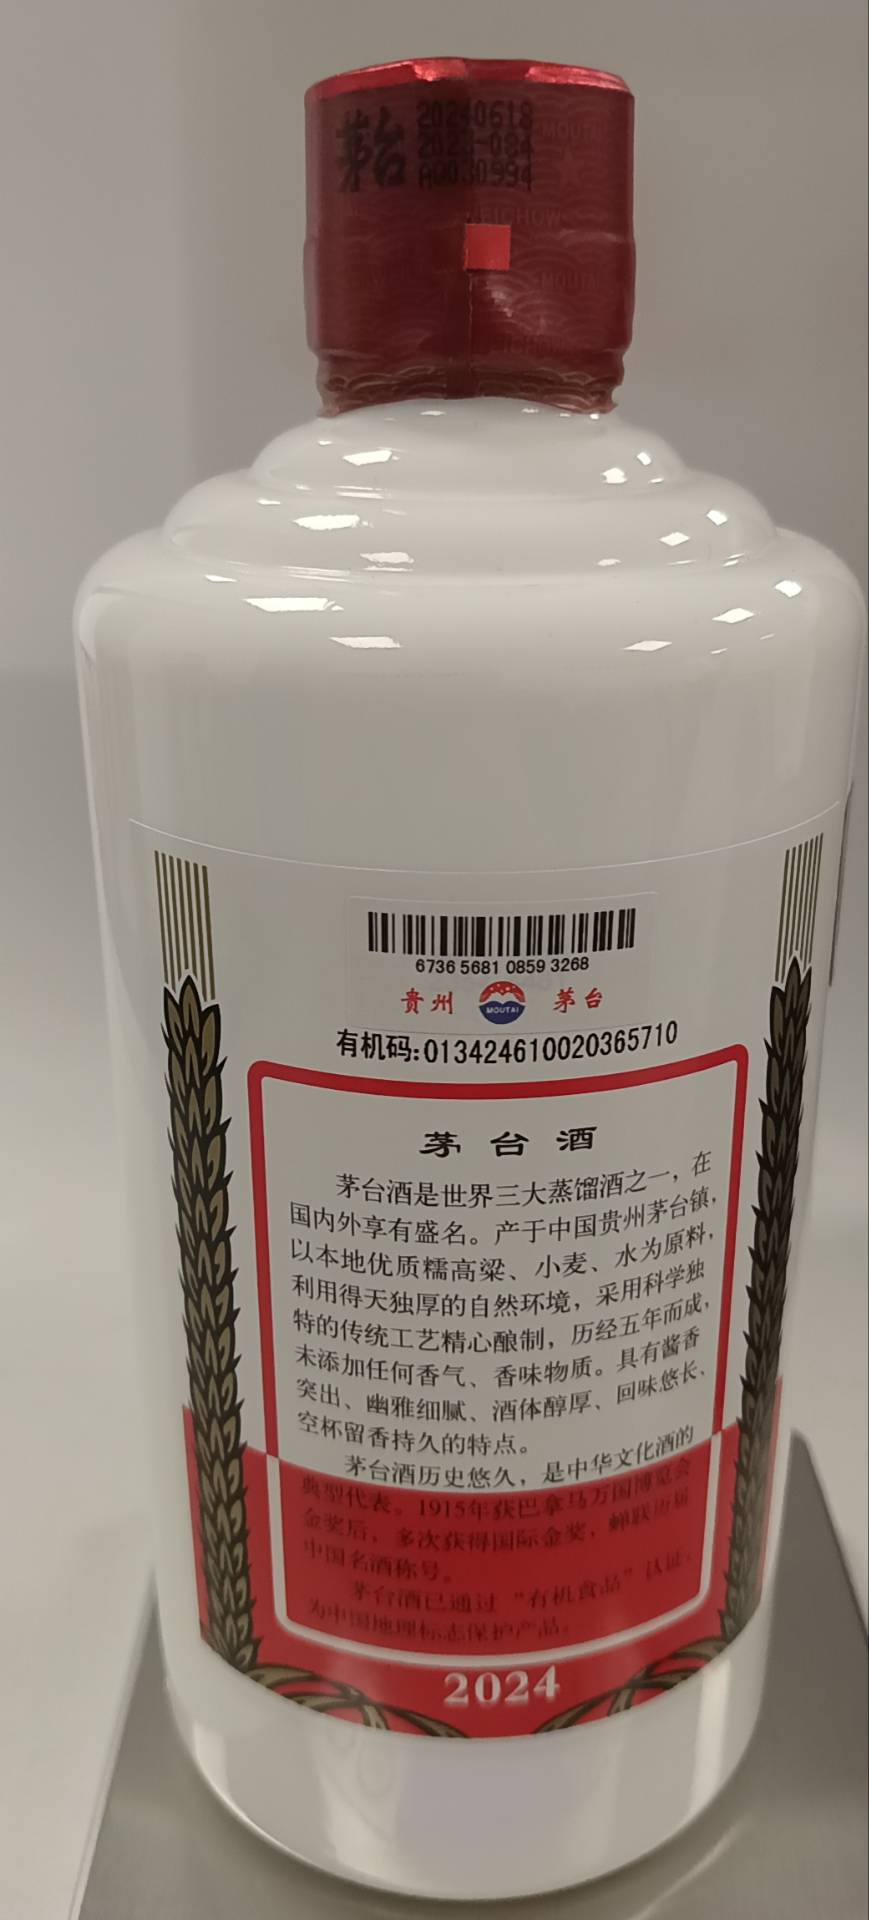 茅台
20240618
2023-084
A0030994
MOUTAI
6736 5681 0859 3268
贵州 MOUTAI 茅台
有机码:013424610020365710
茅台酒
茅台酒是世界三大蒸馏酒之一，在
国内外享有盛名。产于中国贵州茅台镇，
以本地优质糯高粱、小麦、水为原料，
利用得天独厚的自然环境，采用科学独
特的传统工艺精心酿制，历经五年而成，
未添加任何香气、香味物质。具有酱香
突出、幽雅细腻、酒体醇厚、回味悠长、
空杯留香持久的特点。
茅台酒历史悠久，是中华文化酒的
典型代表。1915年获巴拿马万国博览会
金奖后，多次获得国际金奖，蝉联历届
中国名酒称号。
茅台酒已通过“有机食品”认证，
为中国地理标志保护产品。
2024